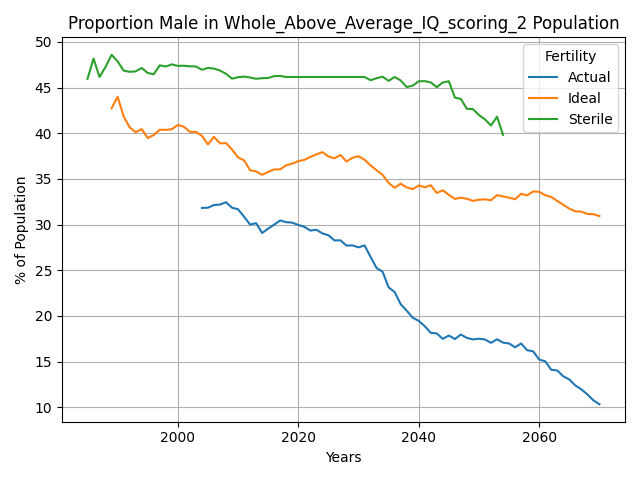 Proportion Male in Whole_Above_Average_IQ_scoring_2 Population
% of Population
50
45
40
35
30
25
20
15
10
Fertility
Actual
Ideal
Sterile
2000 2020 2040 2060
Years